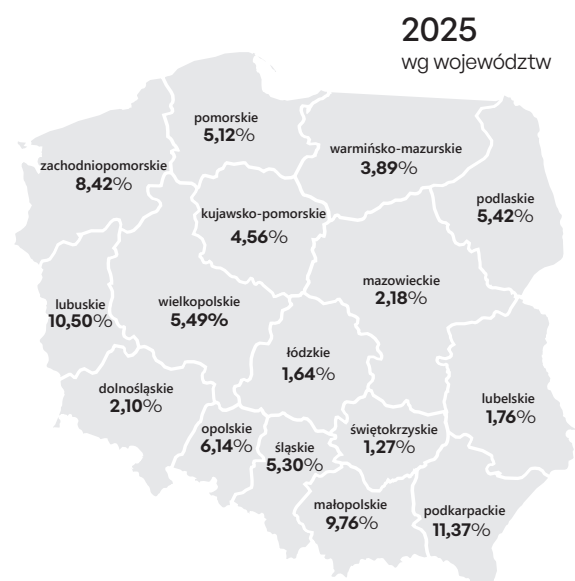 2025
wg województw
pomorskie
5,12%
warmińsko-mazurskie
3,89%
zachodniopomorskie
8,42%
podlaskie
5,42%
kujawsko-pomorskie
4,56%
mazowieckie
2,18%
lubuskie
10,50%
wielkopolskie
5,49%
łódzkie
1,64%
dolnośląskie
2,10%
lubelskie
1,76%
opolskie
6,14%
śląskie
5,30%
świętokrzyskie
1,27%
małopolskie
9,76%
podkarpackie
11,37%